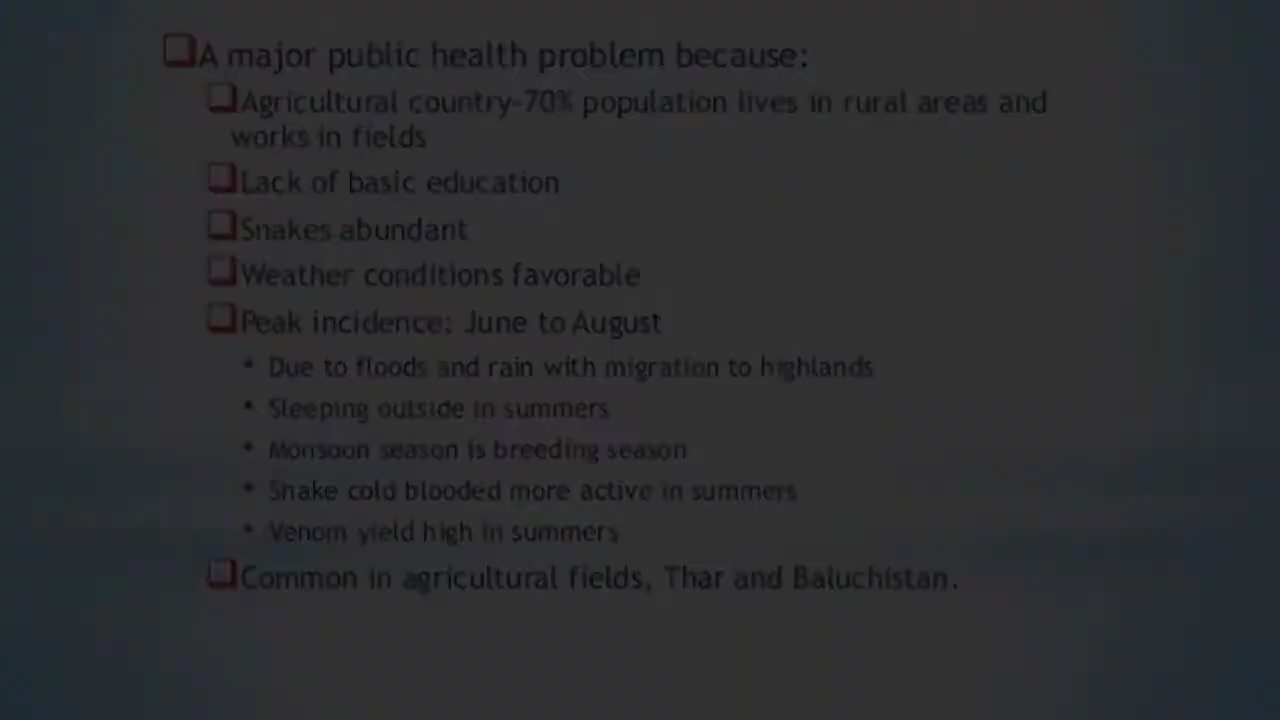 A major public health problem because:
Agricultural country-70% population lives in rural areas and
works in fields
Lack of basic education
Snakes abundant
Weather conditions favorable
Peak incidence: June to August
• Due to floods and rain with migration to highlands
• Sleeping outside in summers
• Monsoon season is breeding season
• Snake cold blooded more active in summers
• Venom yield high in summers
Common in agricultural fields, Thar and Baluchistan.